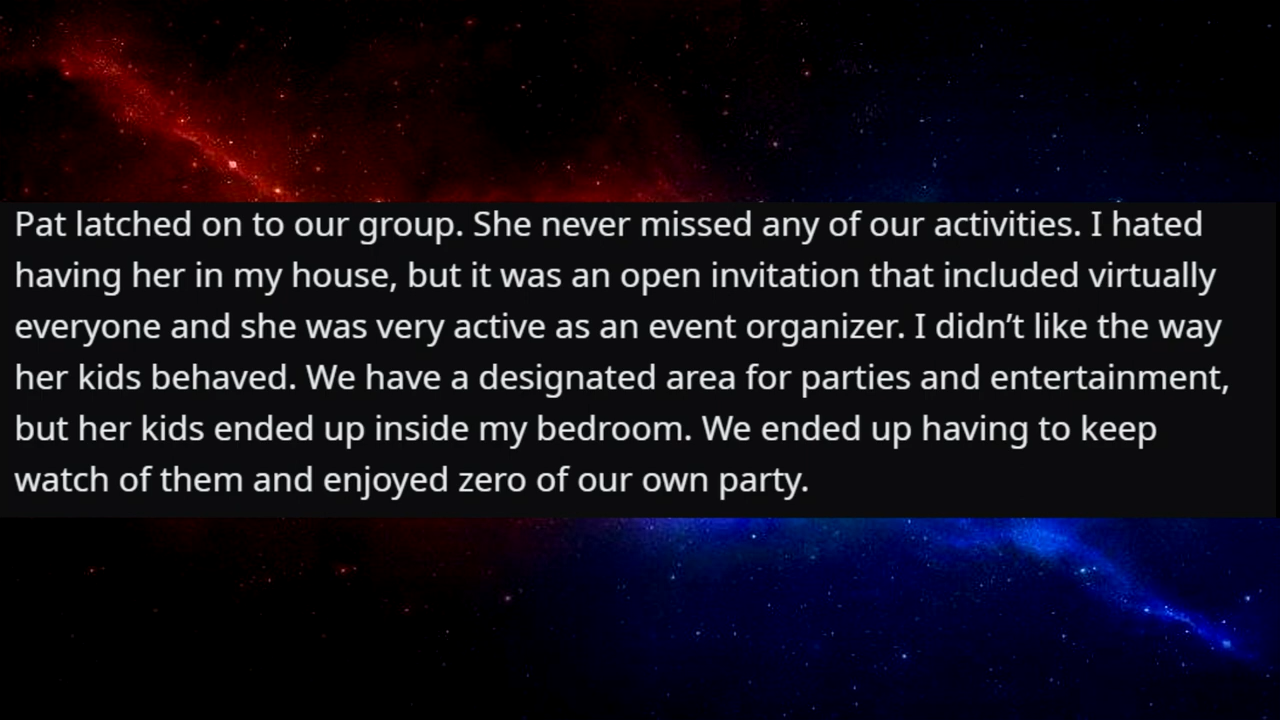 Pat latched on to our group. She never missed any of our activities. I hated
having her in my house, but it was an open invitation that included virtually
everyone and she was very active as an event organizer. I didn’t like the way
her kids behaved. We have a designated area for parties and entertainment,
but her kids ended up inside my bedroom. We ended up having to keep
watch of them and enjoyed zero of our own party.